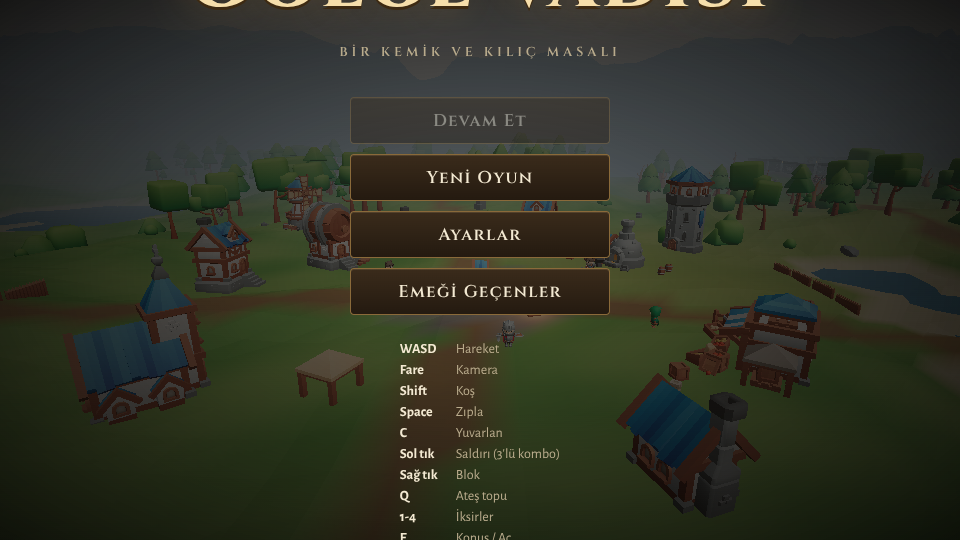 BİR KEMİK VE KILIÇ MASALI
Devam Et
Yeni Oyun
Ayarlar
Emeği Geçenler
WASD Hareket
Fare Kamera
Shift Koş
Space Zıpla
C Yuvarlan
Sol tık Saldırı (3'lü kombo)
Sağ tık Blok
Q Ateş topu
1-4 İksirler